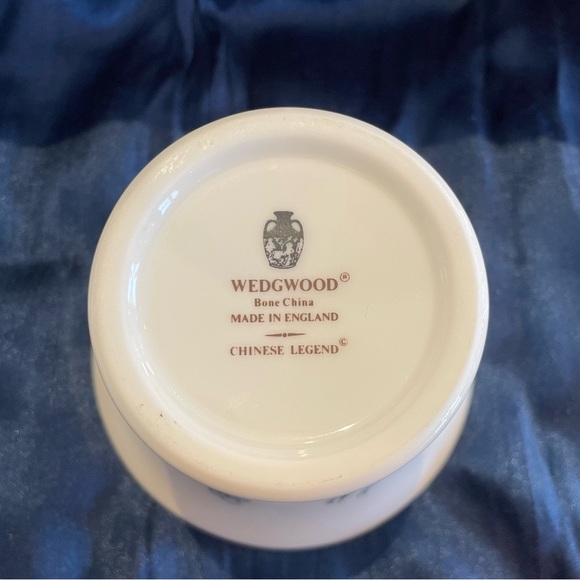 WEDGWOOD®
Bone China
MADE IN ENGLAND
CHINESE LEGEND©